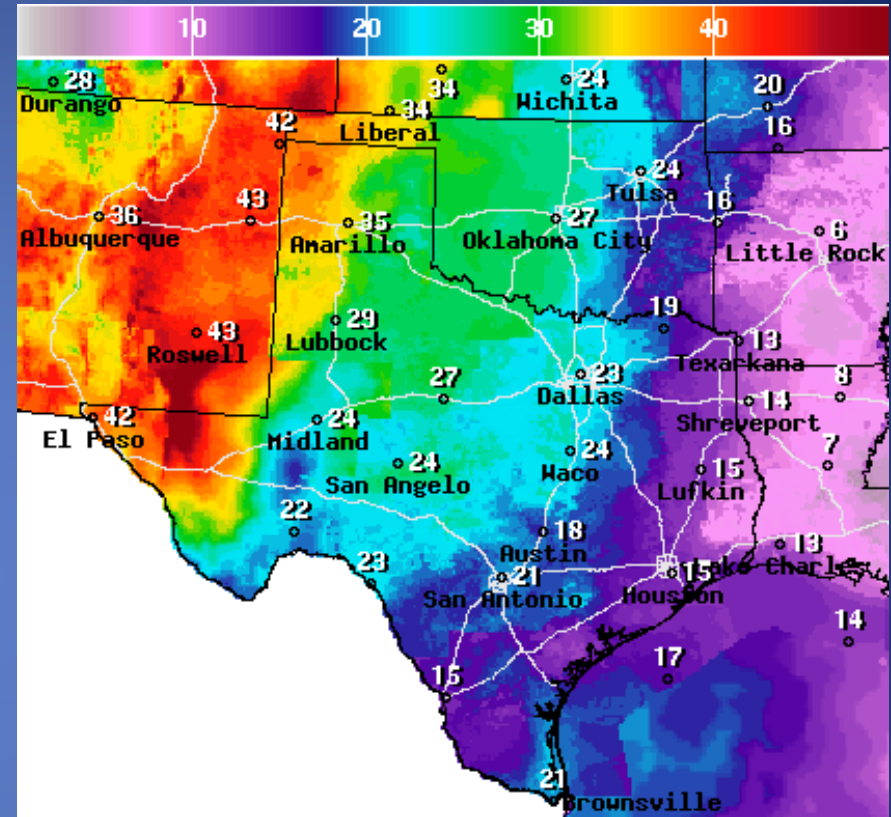 10 20 30 40
34
28 24
Durango 34 Wichita 20
42 Liberal 16
24
Tulsa
36 43 35 27 16 6
Albuquerque Amarillo Oklahoma City Little Rock
43 29 19
Roswell Lubbock 13
Texarkana
23
27 Dallas 14 8
42 24 Shreveport
El Paso Midland
24 24 15 7
San Angelo Waco Lufkin
22 18 13
Austin Lake Charles
23 21 15
San Antonio Houston
14
15 17
21
Brownsville